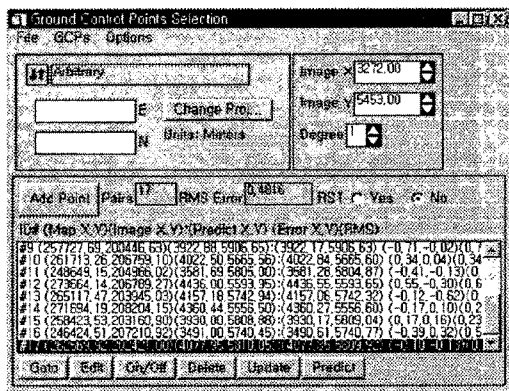 Ground Control Points Selection
File GCPs Options
Arbitrary
Image X 3272.00
E Change Proj...
Image Y 5453.00
N Units: Meters
Degree 1
Add Point Pairs 17 RMS Error 0.4816 RST Yes No
ID# (Map X,Y)(Image X,Y)*(Predict X,Y) (Error X,Y)(RMS)
#9 (257727.69,200446.63)(3922.88,5906.65):(3922.17,5906.63) (-0.71,-0.02)(0.7
#10 (261713.26,206759.10)(4022.50,5665.56):(4022.84,5665.60) (0.34,0.04)(0.34
#11 (248649.15,204966.02)(3581.69,5805.00):(3581.28,5804.87) (-0.41,-0.13)(0
#12 (273664.14,206709.27)(4436.00,5593.95):(4436.55,5593.65) (0.55,-0.30)(0.6
#13 (265117.47,203945.03)(4157.18,5742.94):(4157.06,5742.32) (-0.12,-0.62)(0.
#14 (271694.19,208204.15)(4360.44,5556.50):(4360.27,5556.60) (-0.17,0.10)(0.2
#15 (258423.53,203160.90)(3930.00,5808.88):(3930.17,5809.04) (0.17,0.16)(0.23
#16 (246424.51,207210.92)(3491.00,5740.45):(3490.61,5740.77) (-0.39,0.32)(0.5
Goto Edit On/Off Delete Update Predict